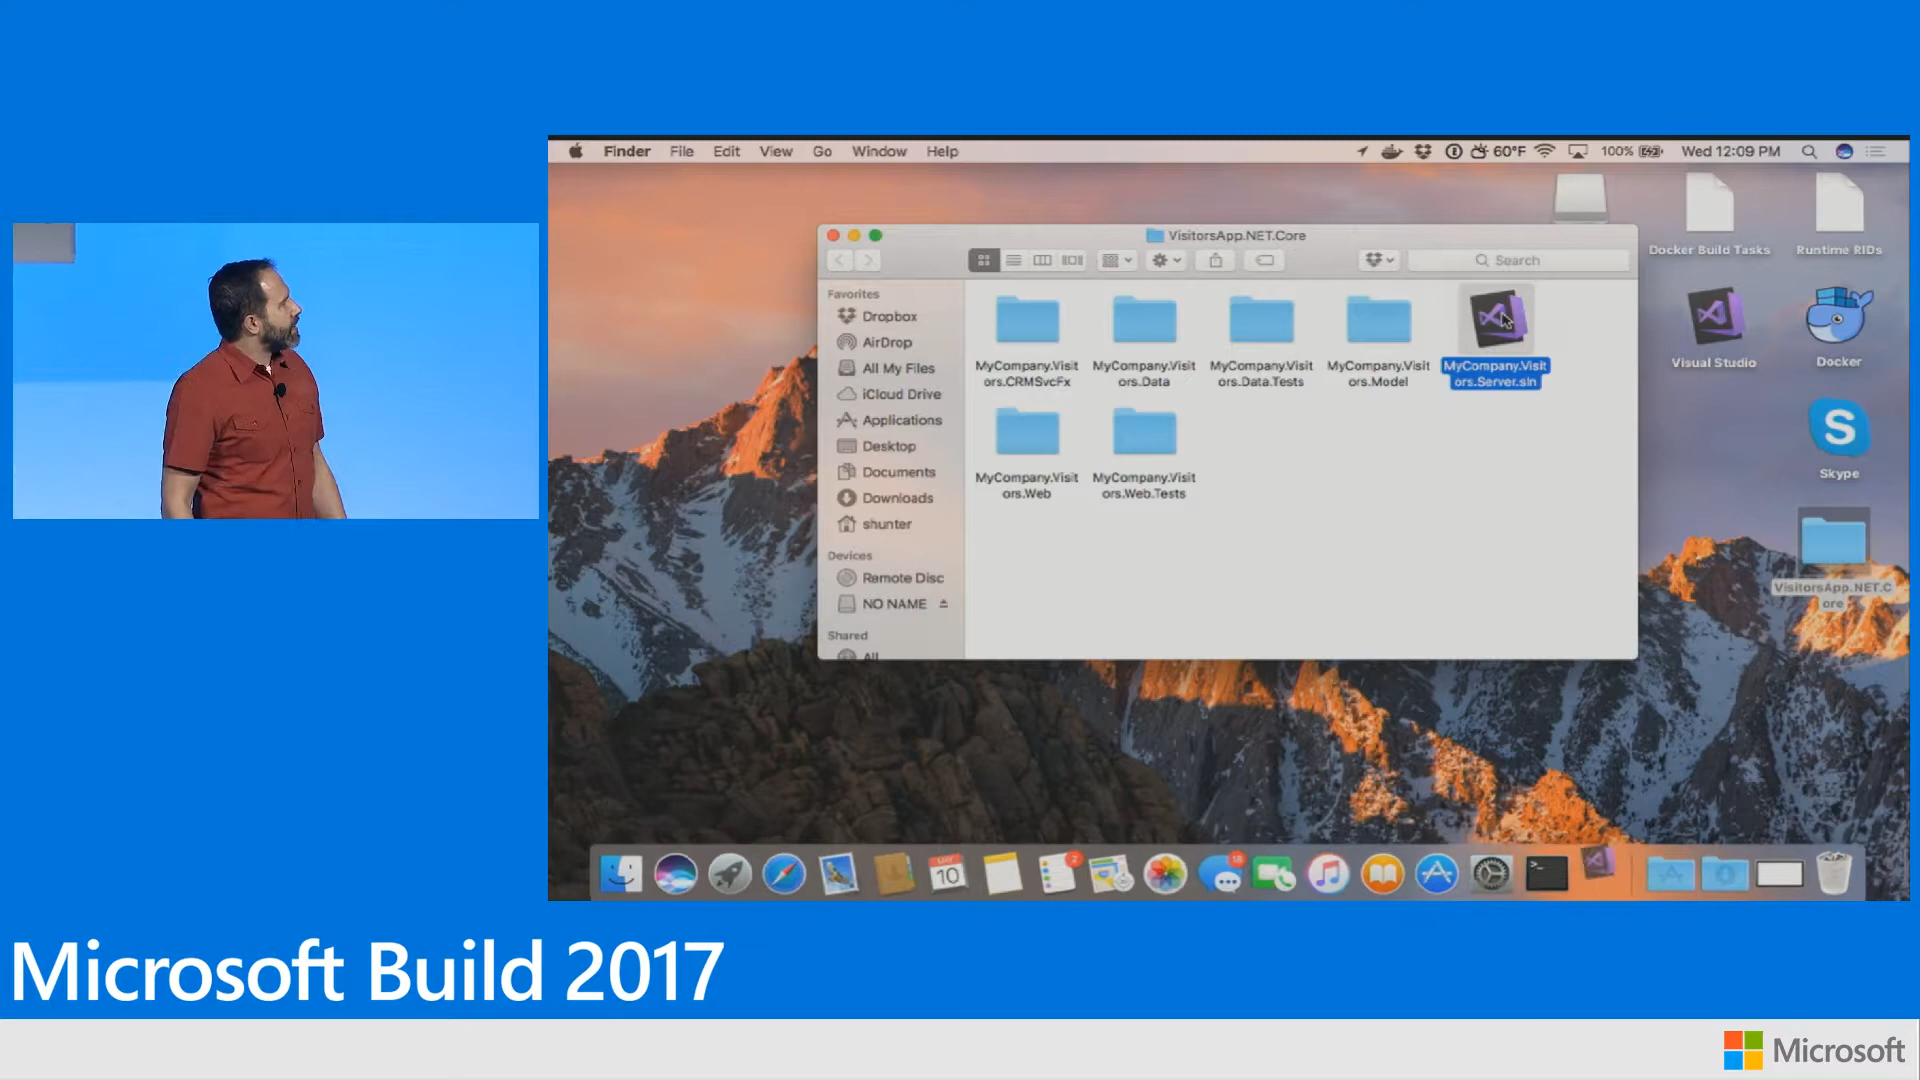 Finder File Edit View Go Window Help
60°F 100% Wed 12:09 PM
VisitorsApp.NET.Core
Search
Favorites
Dropbox
AirDrop
All My Files
iCloud Drive
Applications
Desktop
Documents
Downloads
shunter
Devices
Remote Disc
NO NAME
Shared
All
MyCompany.Visit
ors.CRMSvcFx
MyCompany.Visit
ors.Data
MyCompany.Visit
ors.Data.Tests
MyCompany.Visit
ors.Model
MyCompany.Visit
ors.Server.sln
MyCompany.Visit
ors.Web
MyCompany.Visit
ors.Web.Tests
Docker Build Tasks
Runtime RIDs
Visual Studio
Docker
S
Skype
VisitorsApp.NET.C
ore
MAY
10
2
18
>_
Microsoft Build 2017
Microsoft